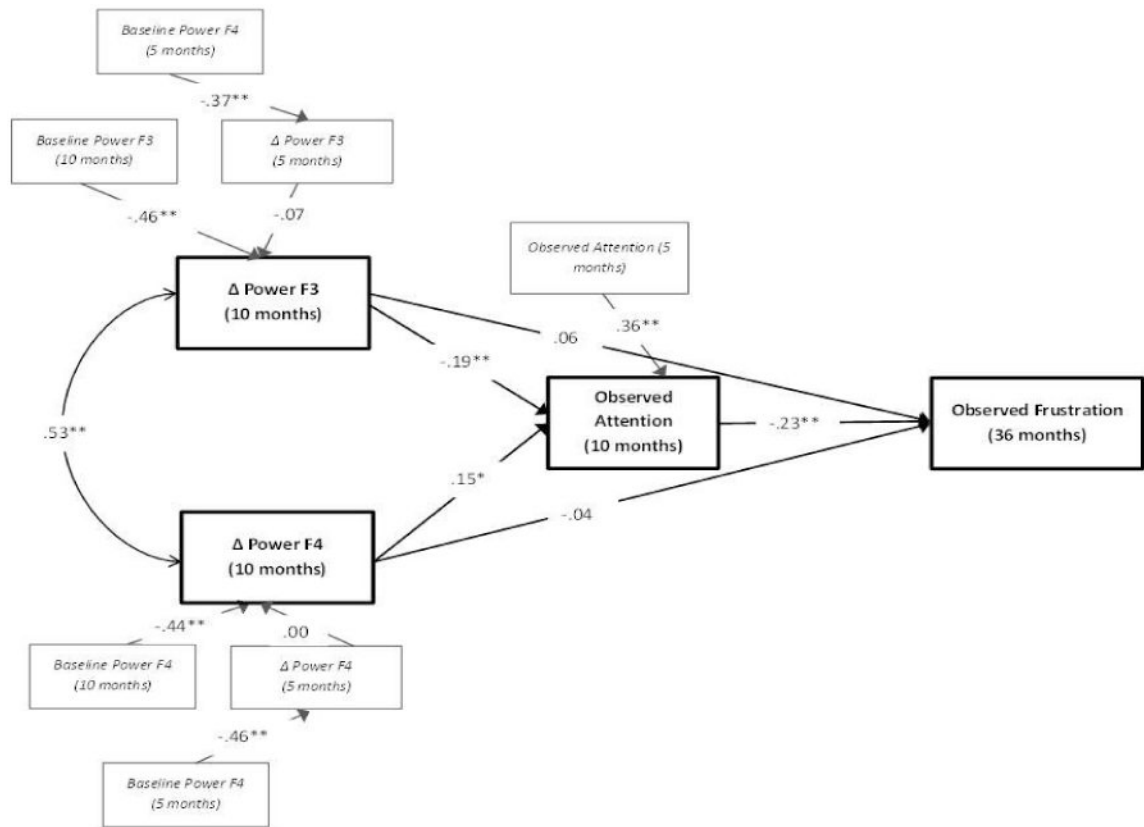 Baseline Power F4
(5 months)
-.37**
Baseline Power F3
(10 months)
Δ Power F3
(5 months)
-.46**
-.07
Observed Attention (5
months)
Δ Power F3
(10 months)
.36**
.06
-.19**
Observed
Attention
(10 months)
-.23**
Observed Frustration
(36 months)
.53**
.15*
-.04
Δ Power F4
(10 months)
-.44**
.00
Baseline Power F4
(10 months)
Δ Power F4
(5 months)
-.46**
Baseline Power F4
(5 months)